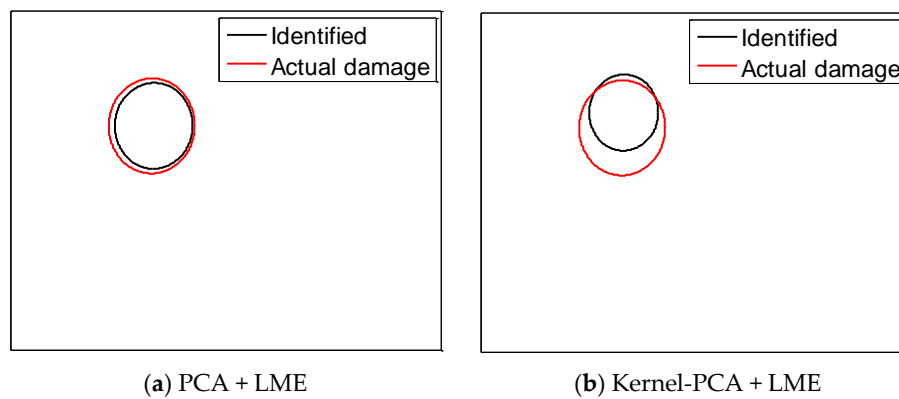 Identified
Actual damage
Identified
Actual damage
(a) PCA + LME
(b) Kernel-PCA + LME